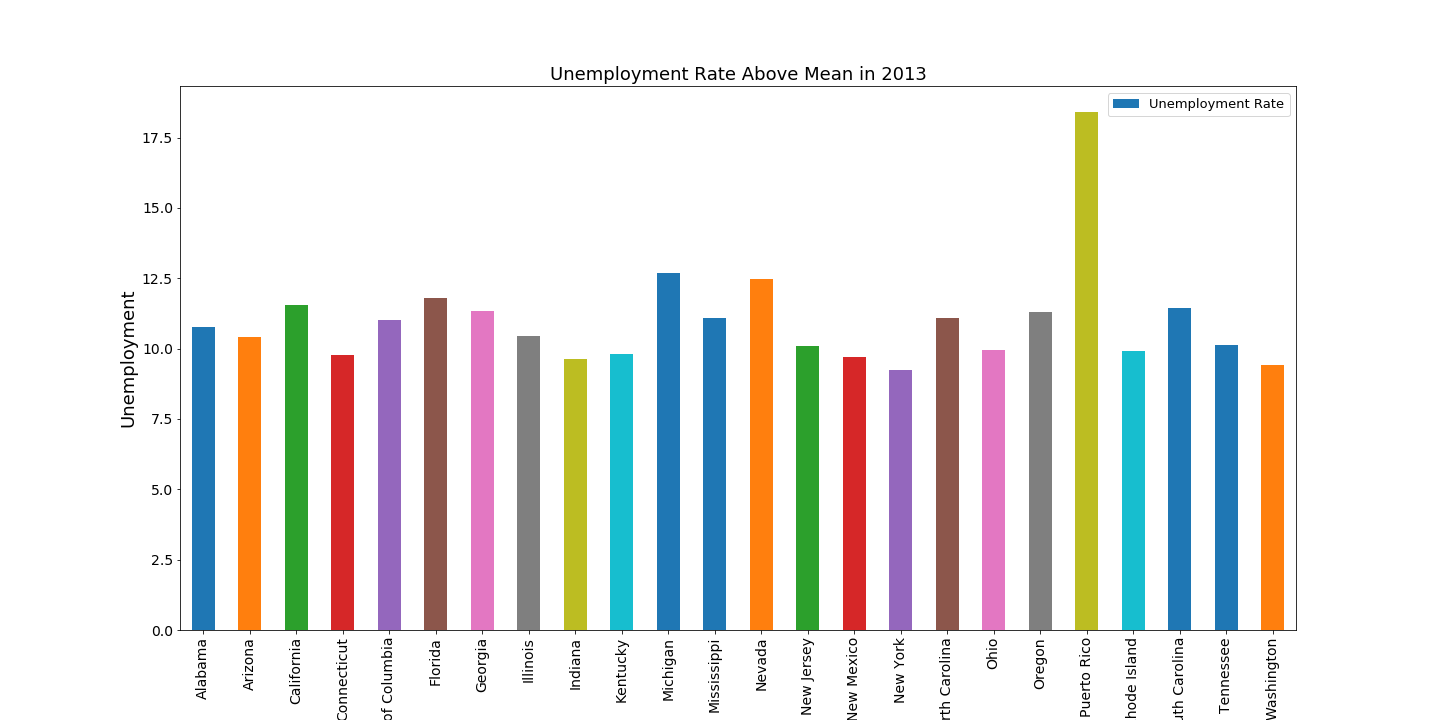 Unemployment Rate Above Mean in 2013
Unemployment Rate
Unemployment
17.5
15.0
12.5
10.0
7.5
5.0
2.5
0.0
Alabama
Arizona
California
Connecticut
of Columbia
Florida
Georgia
Illinois
Indiana
Kentucky
Michigan
Mississippi
Nevada
New Jersey
New Mexico
New York
rth Carolina
Ohio
Oregon
Puerto Rico
hode Island
uth Carolina
Tennessee
Washington